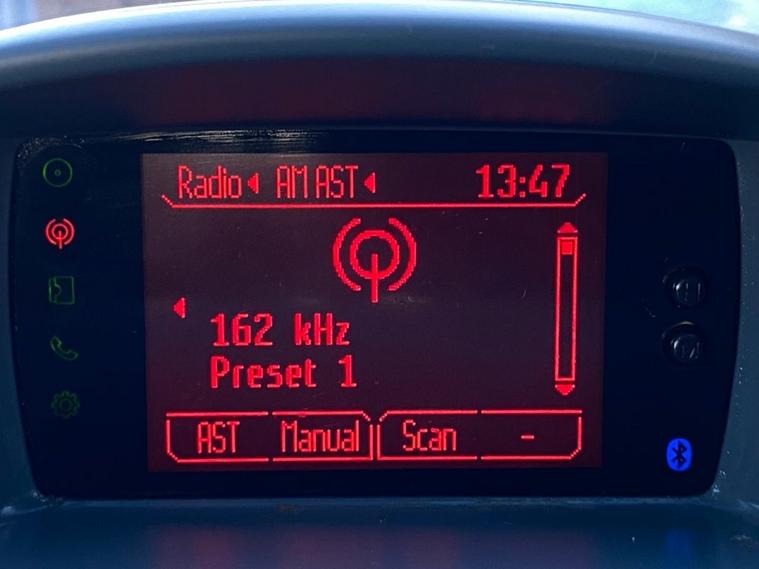 Radio AM AST 13:47
162 kHz
Preset 1
AST Manual Scan -
H
M